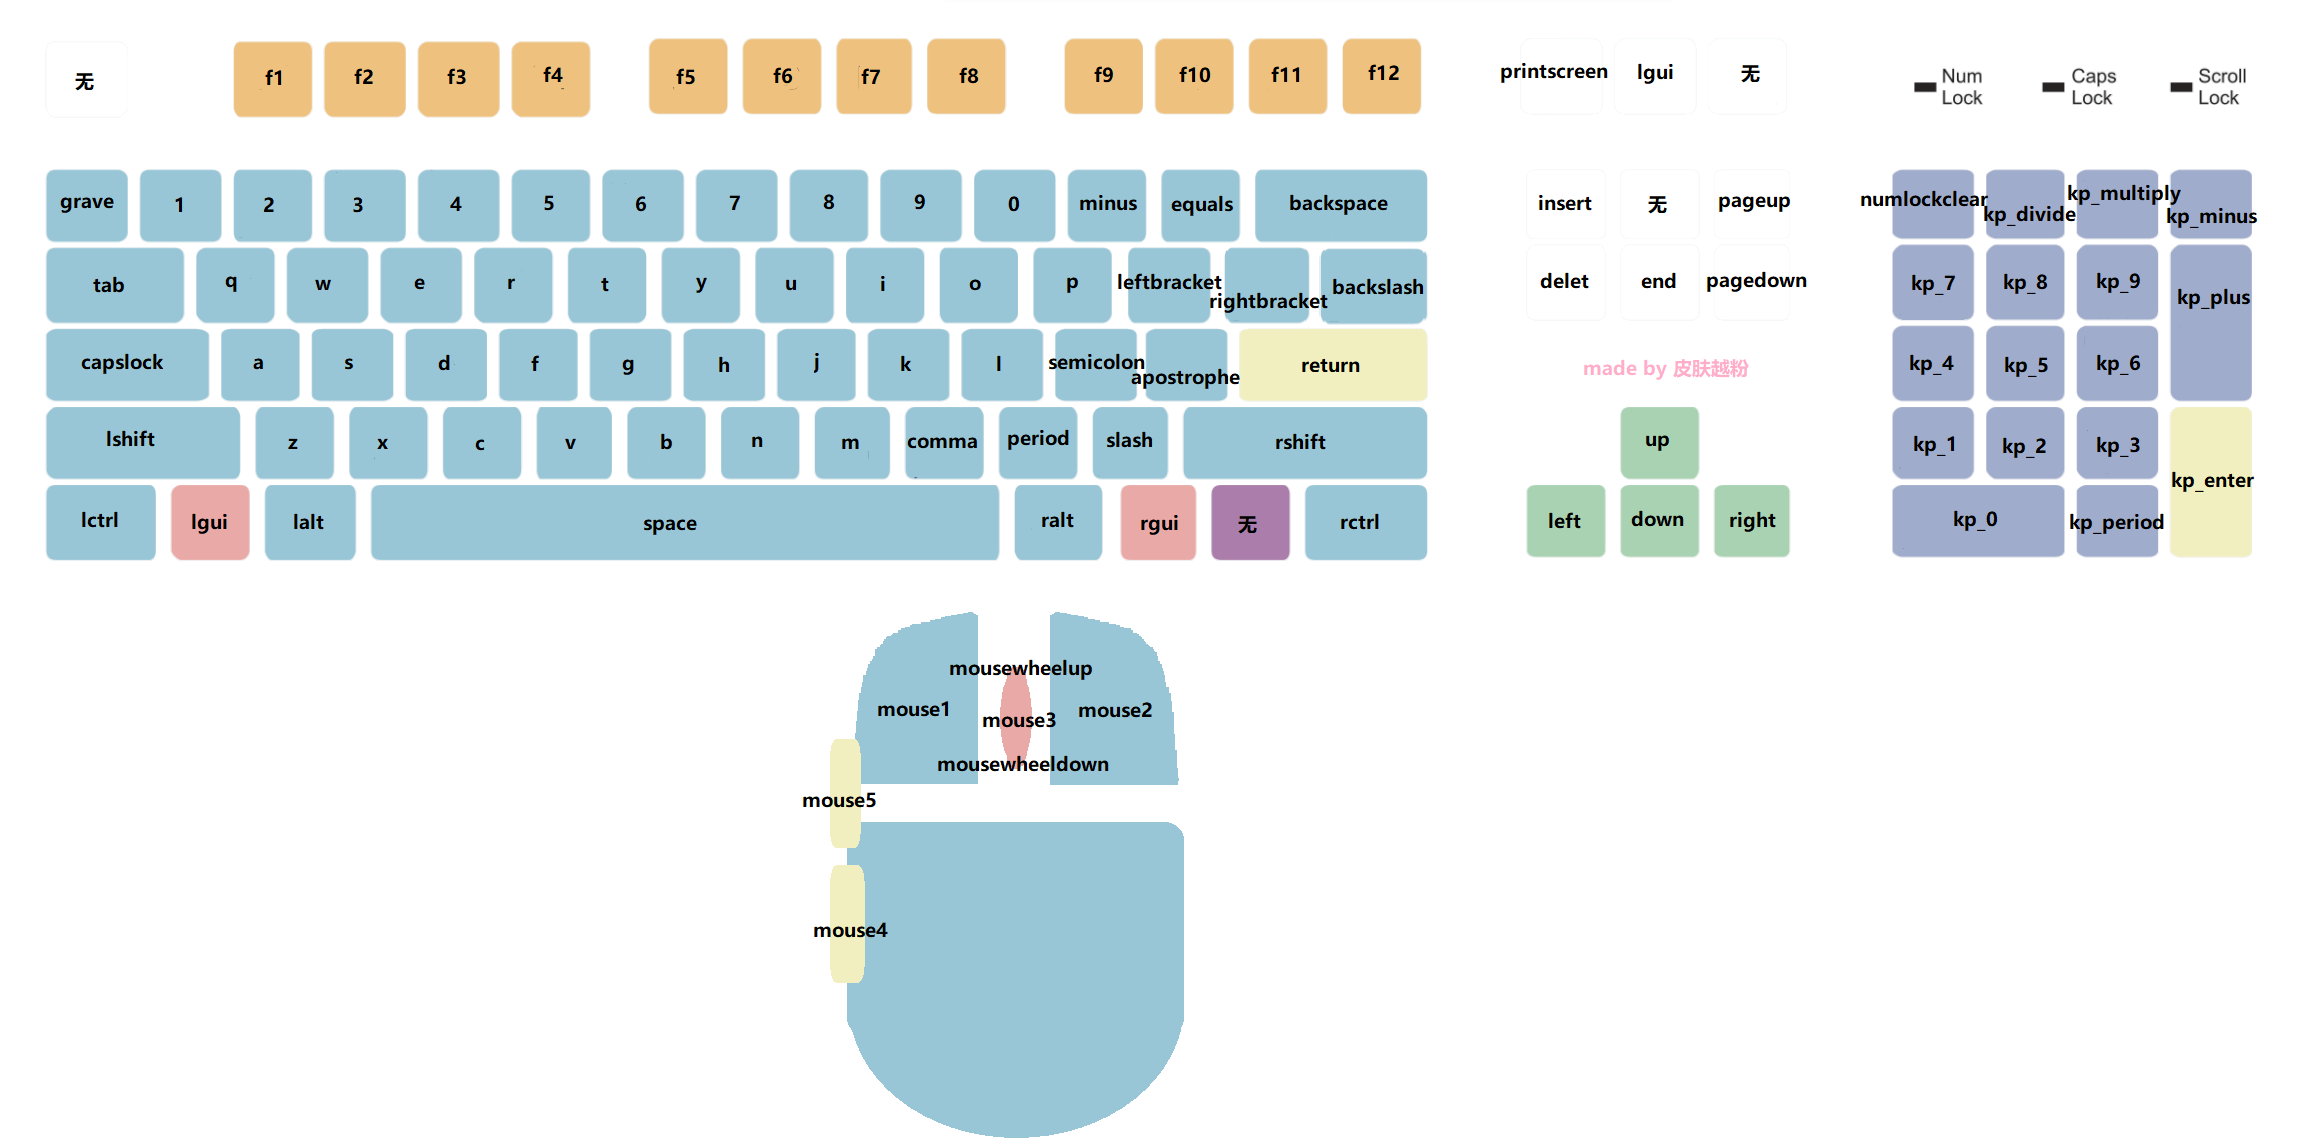 无 f1 f2 f3 f4 f5 f6 f7 f8 f9 f10 f11 f12 printscreen lgui 无
Num Lock Caps Lock Scroll Lock
grave 1 2 3 4 5 6 7 8 9 0 minus equals backspace insert 无 pageup numlockclear kp_divide kp_multiply kp_minus
tab q w e r t y u i o p leftbracket rightbracket backslash delet end pagedown kp_7 kp_8 kp_9 kp_plus
capslock a s d f g h j k l semicolon apostrophe return made by 皮肤越粉 kp_4 kp_5 kp_6
lshift z x c v b n m comma period slash rshift up kp_1 kp_2 kp_3 kp_enter
lctrl lgui lalt space ralt rgui 无 rctrl left down right kp_0 kp_period
mousewheelup
mouse1 mouse3 mouse2
mousewheeldown
mouse5
mouse4